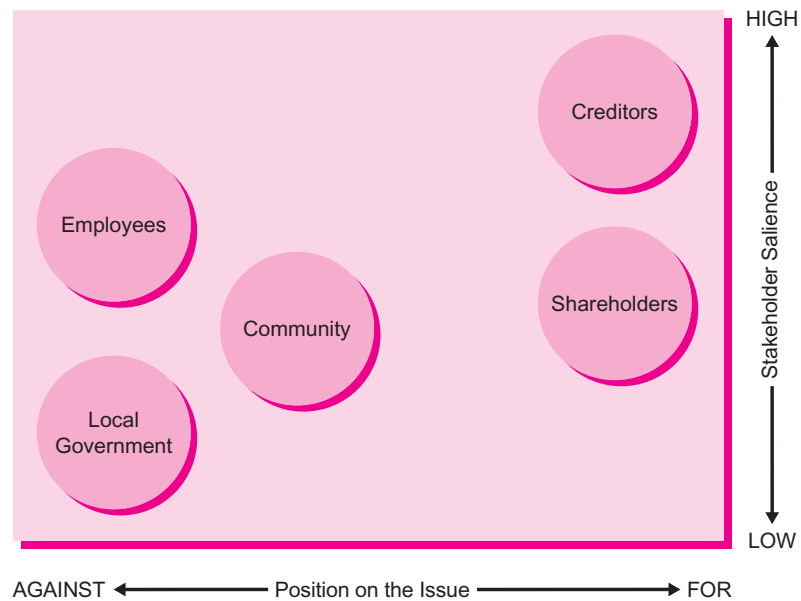 HIGH
Creditors
Employees
Shareholders
Community
Local
Government
Stakeholder Salience
LOW
AGAINST
Position on the Issue
FOR